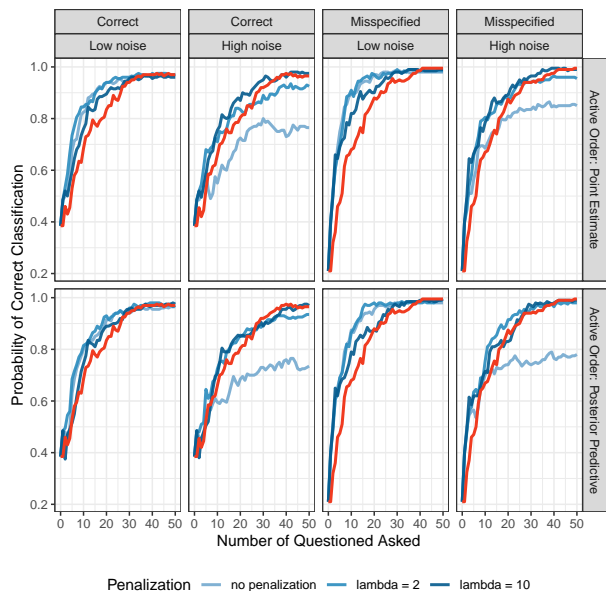 Correct Correct Misspecified Misspecified
Low noise High noise Low noise High noise
Probability of Correct Classification
1.0
0.8
0.6
0.4
0.2
Active Order: Point Estimate
1.0
0.8
0.6
0.4
0.2
Active Order: Posterior Predictive
0 10 20 30 40 50 0 10 20 30 40 50 0 10 20 30 40 50 0 10 20 30 40 50
Number of Questioned Asked
Penalization no penalization lambda = 2 lambda = 10